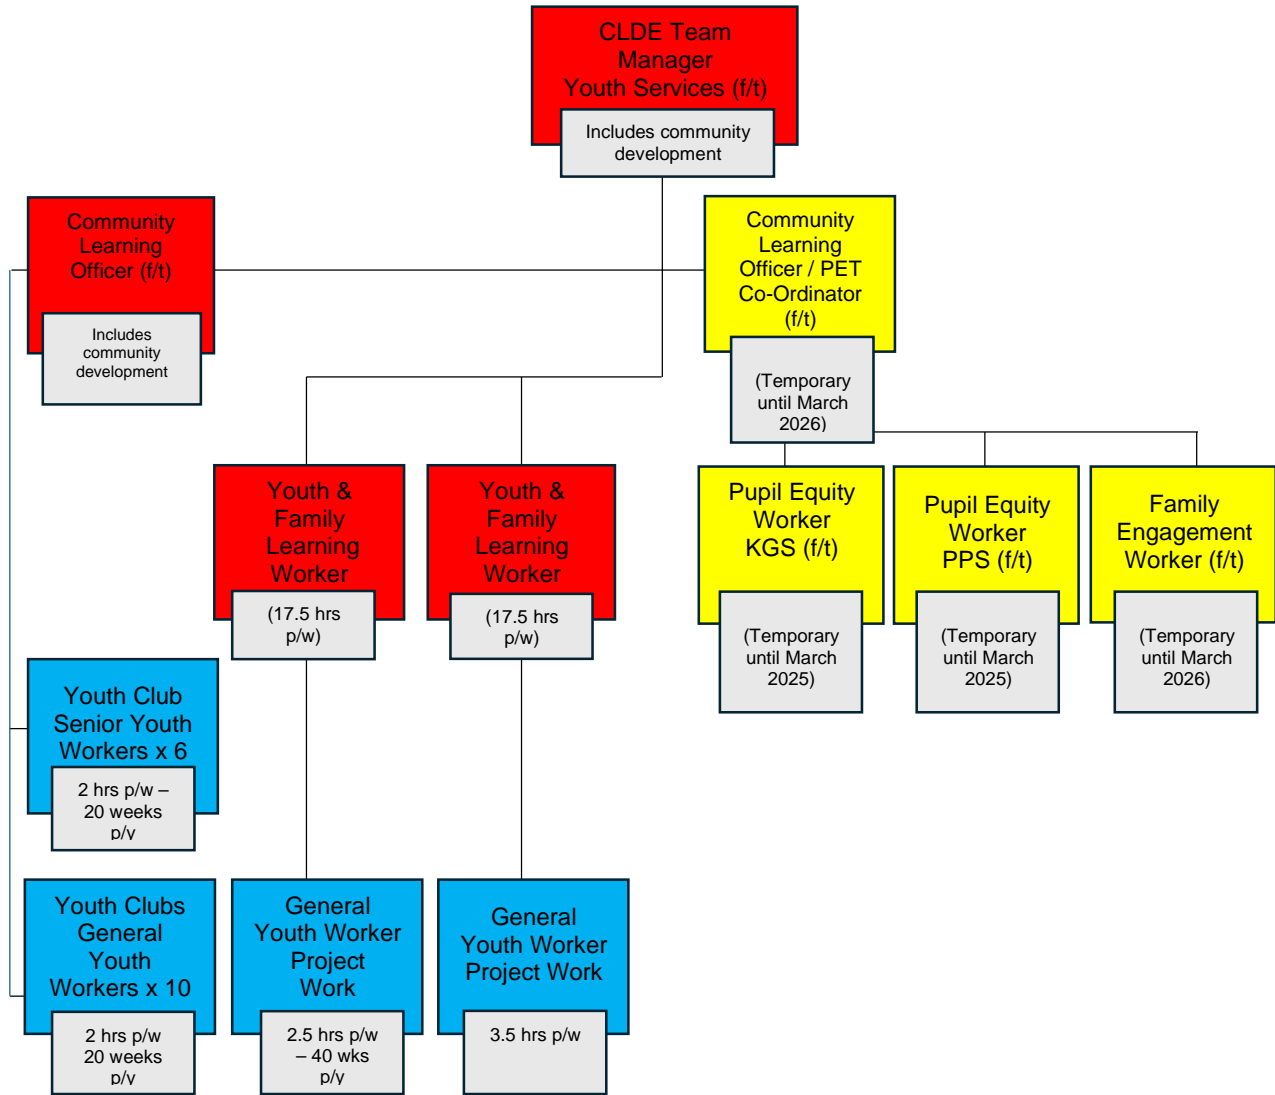 CLDE Team
Manager
Youth Services (f/t)
Includes community
development
Community
Learning
Officer (f/t)
Includes
community
development
Community
Learning
Officer / PET
Co-Ordinator
(f/t)
(Temporary
until March
2026)
Youth &
Family
Learning
Worker
(17.5 hrs
p/w)
Youth &
Family
Learning
Worker
(17.5 hrs
p/w)
Pupil Equity
Worker
KGS (f/t)
(Temporary
until March
2025)
Pupil Equity
Worker
PPS (f/t)
(Temporary
until March
2025)
Family
Engagement
Worker (f/t)
(Temporary
until March
2026)
Youth Club
Senior Youth
Workers x 6
2 hrs p/w –
20 weeks
p/y
Youth Clubs
General
Youth
Workers x 10
2 hrs p/w
20 weeks
p/y
General
Youth Worker
Project
Work
2.5 hrs p/w
– 40 wks
p/y
General
Youth Worker
Project Work
3.5 hrs p/w